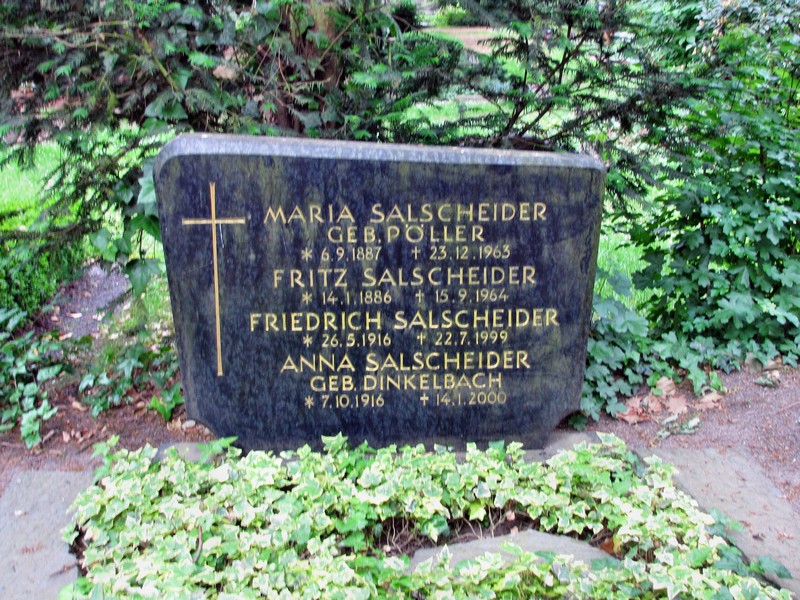 MARIA SALSCHEIDER
GEB. PÖLLER
* 6.9.1887 † 23.12.1963
FRITZ SALSCHEIDER
* 14.1.1886 † 15.9.1964
FRIEDRICH SALSCHEIDER
* 26.5.1916 † 22.7.1999
ANNA SALSCHEIDER
GEB. DINKELBACH
* 7.10.1916 † 14.1.2000